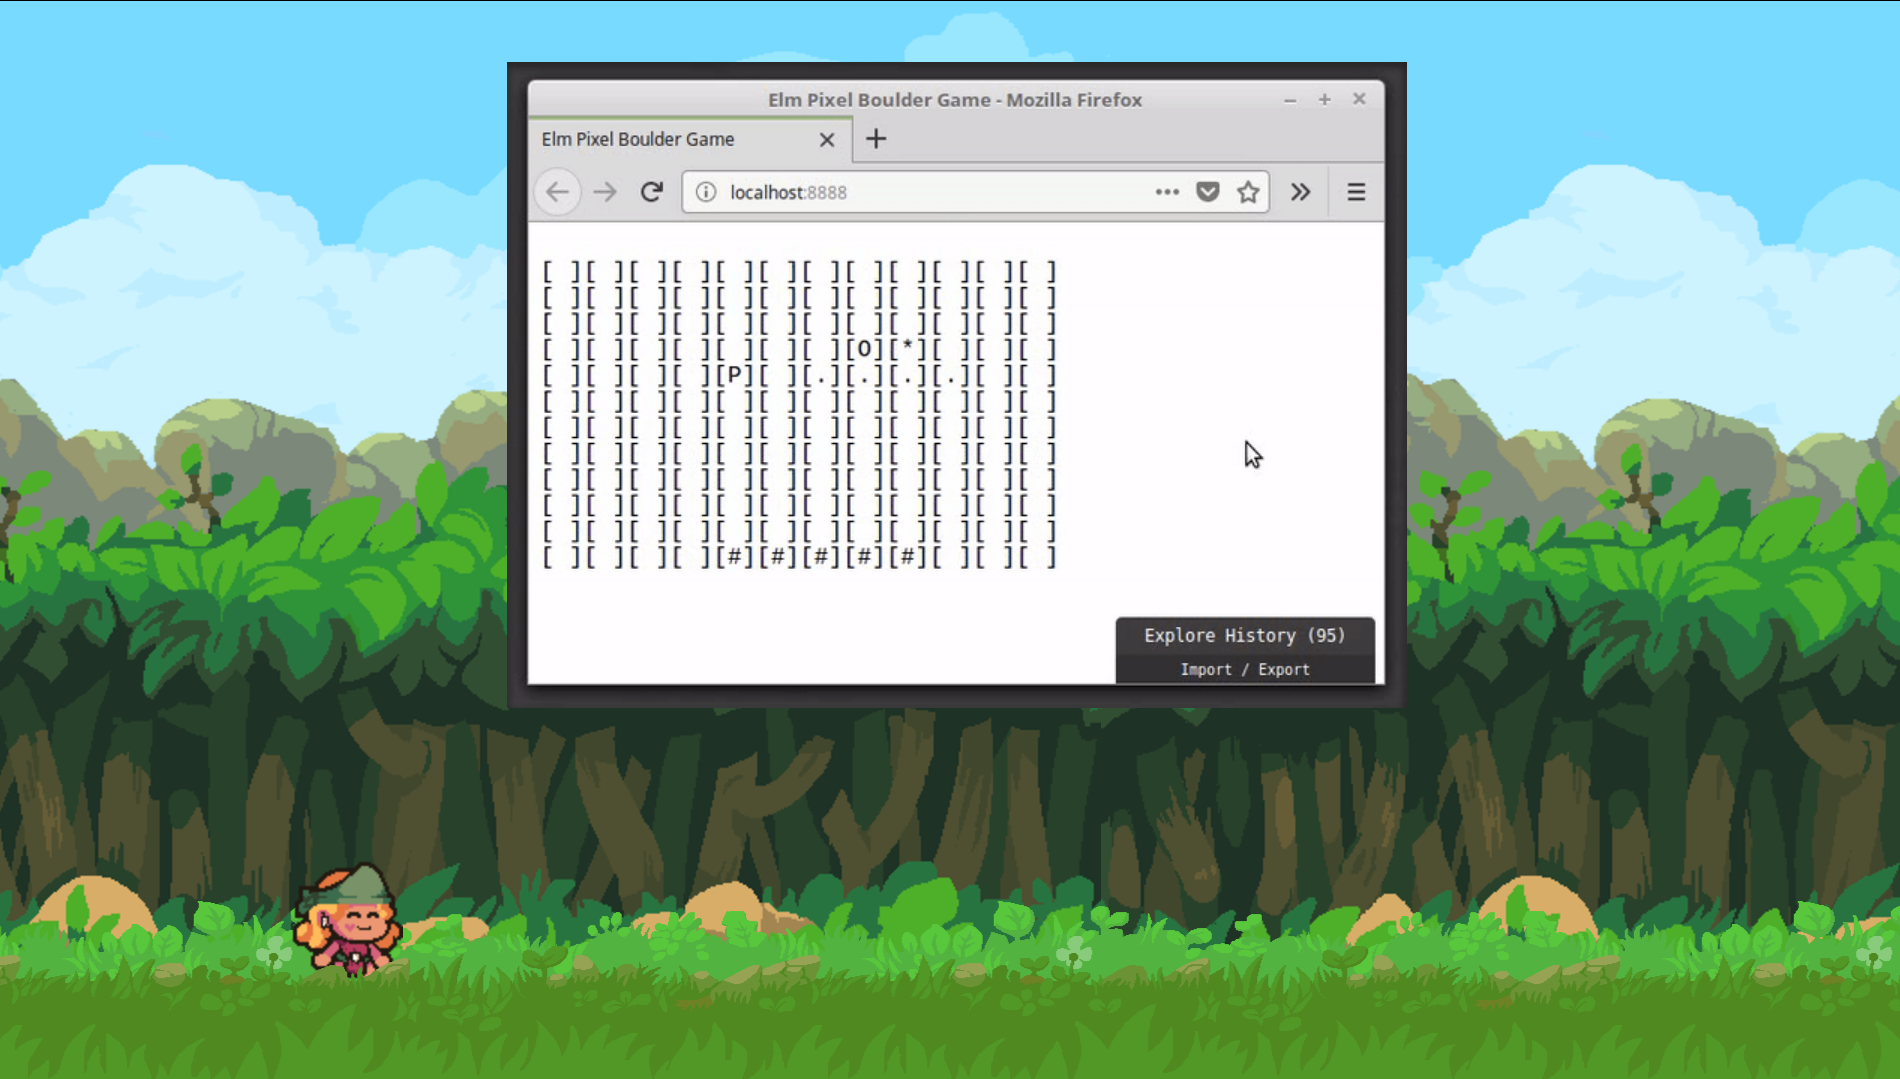 Elm Pixel Boulder Game - Mozilla Firefox
Elm Pixel Boulder Game
localhost:8888
[ ][ ][ ][ ][ ][ ][ ][ ][ ][ ][ ][ ]
[ ][ ][ ][ ][ ][ ][ ][ ][ ][ ][ ][ ]
[ ][ ][ ][ ][ ][ ][ ][ ][ ][ ][ ][ ]
[ ][ ][ ][ ][ ][ ][ ][O][*][ ][ ][ ]
[ ][ ][ ][ ][P][ ][.][.][.][.][ ][ ]
[ ][ ][ ][ ][ ][ ][ ][ ][ ][ ][ ][ ]
[ ][ ][ ][ ][ ][ ][ ][ ][ ][ ][ ][ ]
[ ][ ][ ][ ][ ][ ][ ][ ][ ][ ][ ][ ]
[ ][ ][ ][ ][ ][ ][ ][ ][ ][ ][ ][ ]
[ ][ ][ ][ ][ ][ ][ ][ ][ ][ ][ ][ ]
[ ][ ][ ][ ][ ][ ][ ][ ][ ][ ][ ][ ]
[ ][ ][ ][ ][#][#][#][#][#][ ][ ][ ]
Explore History (95)
Import / Export